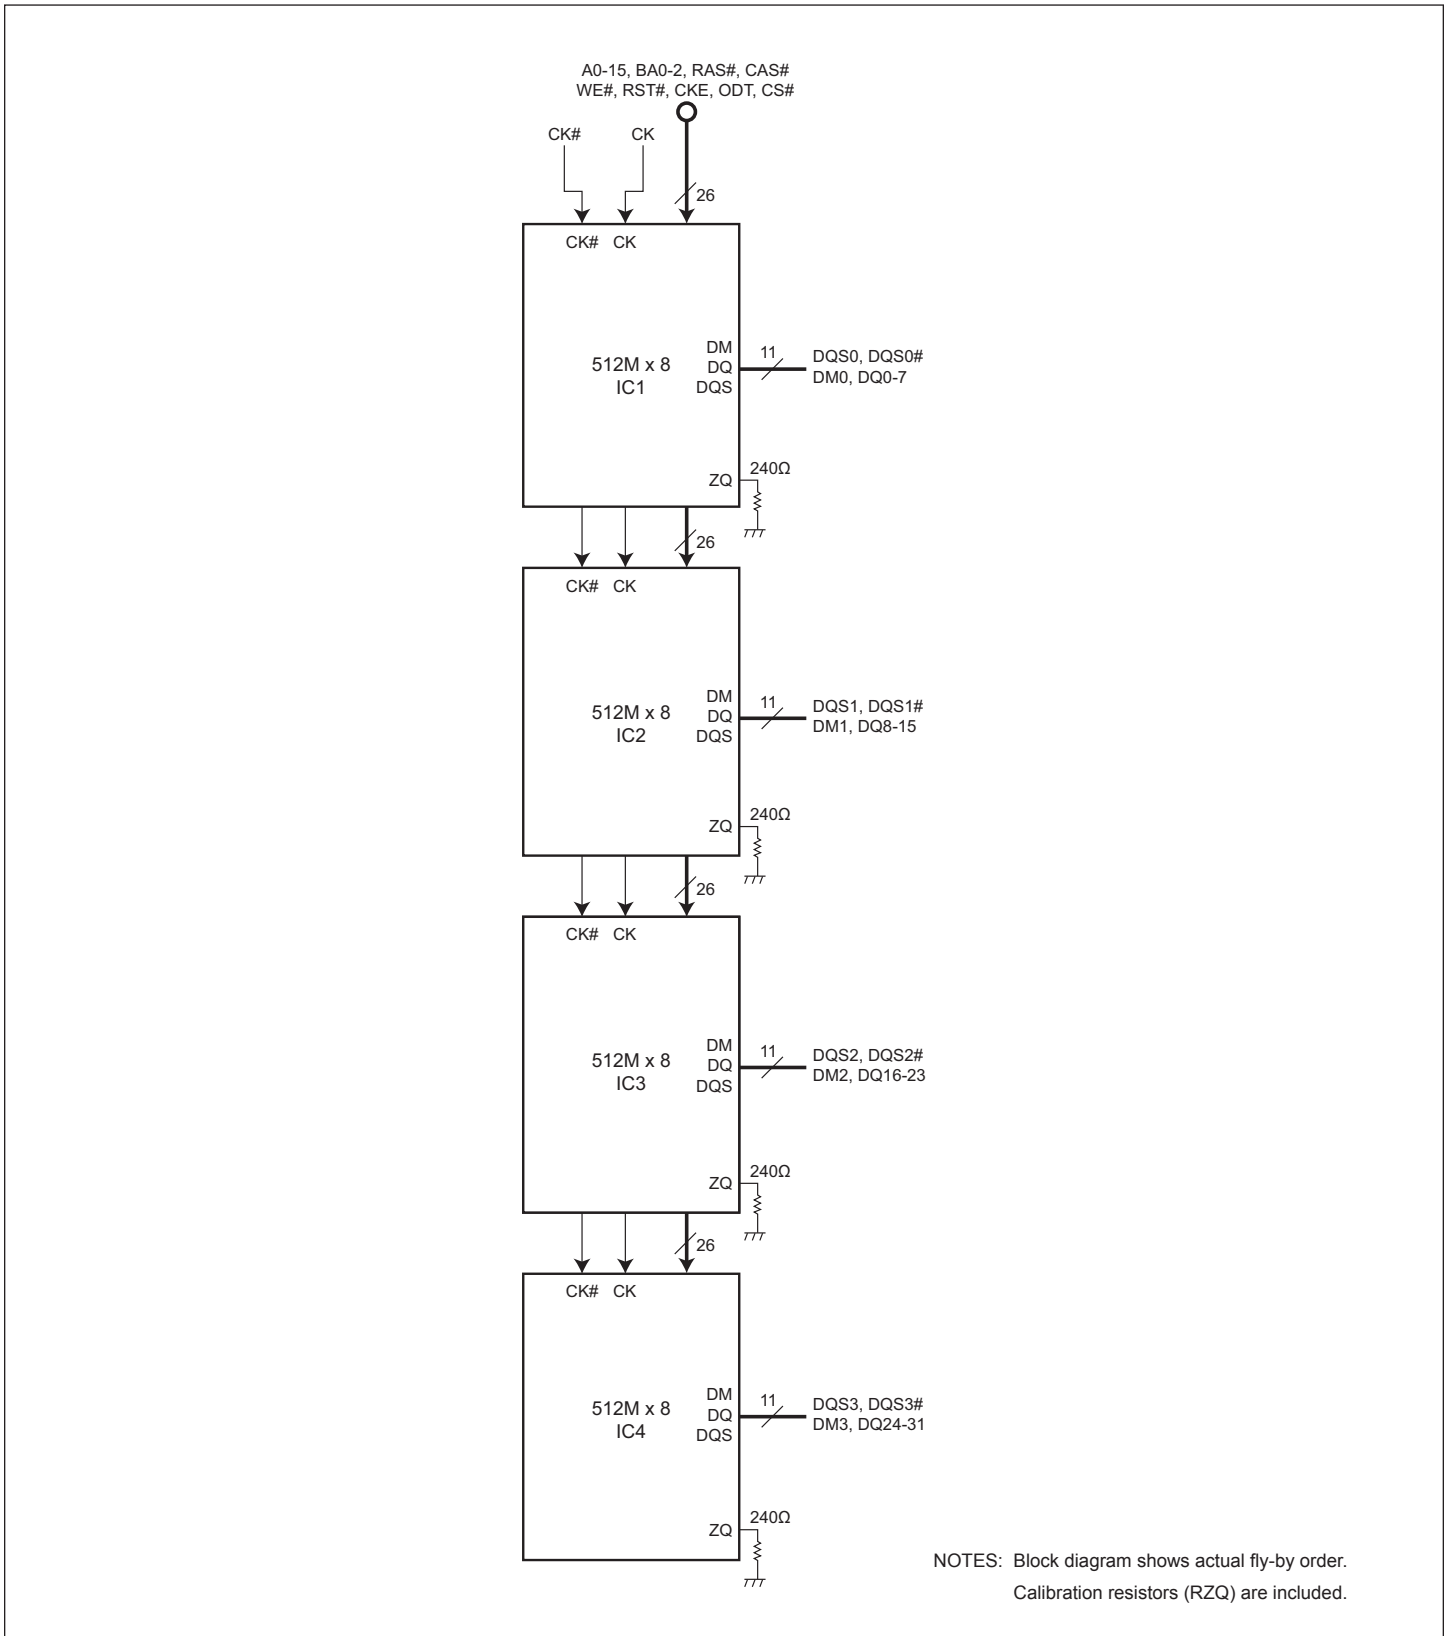 A0-15, BA0-2, RAS#, CAS#
WE#, RST#, CKE, ODT, CS#
CK#
CK
26
CK#
CK
512M x 8
IC1
DM
DQ
DQS
11
DQS0, DQS0#
DM0, DQ0-7
ZQ
240Ω
26
CK#
CK
512M x 8
IC2
DM
DQ
DQS
11
DQS1, DQS1#
DM1, DQ8-15
ZQ
240Ω
26
CK#
CK
512M x 8
IC3
DM
DQ
DQS
11
DQS2, DQS2#
DM2, DQ16-23
ZQ
240Ω
26
CK#
CK
512M x 8
IC4
DM
DQ
DQS
11
DQS3, DQS3#
DM3, DQ24-31
ZQ
240Ω
NOTES: Block diagram shows actual fly-by order.
Calibration resistors (RZQ) are included.